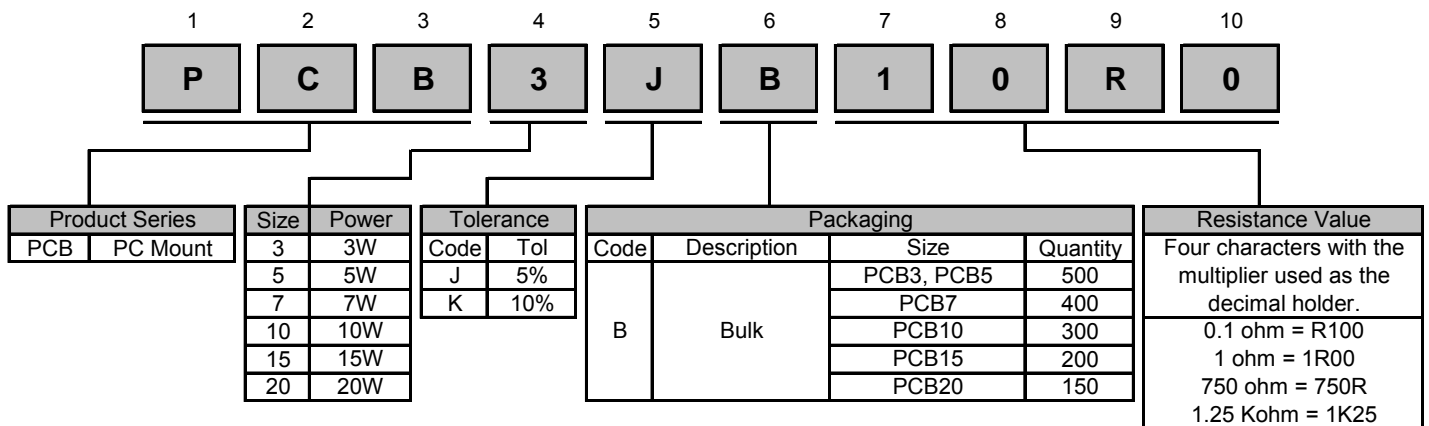 1 2 3 4 5 6 7 8 9 10
P C B 3 J B 1 0 R 0
Product Series
PCB PC Mount
Size Power
3 3W
5 5W
7 7W
10 10W
15 15W
20 20W
Tolerance
Code Tol
J 5%
K 10%
Packaging
Code Description Size Quantity
B Bulk
PCB3, PCB5 500
PCB7 400
PCB10 300
PCB15 200
PCB20 150
Resistance Value
Four characters with the
multiplier used as the
decimal holder.
0.1 ohm = R100
1 ohm = 1R00
750 ohm = 750R
1.25 Kohm = 1K25